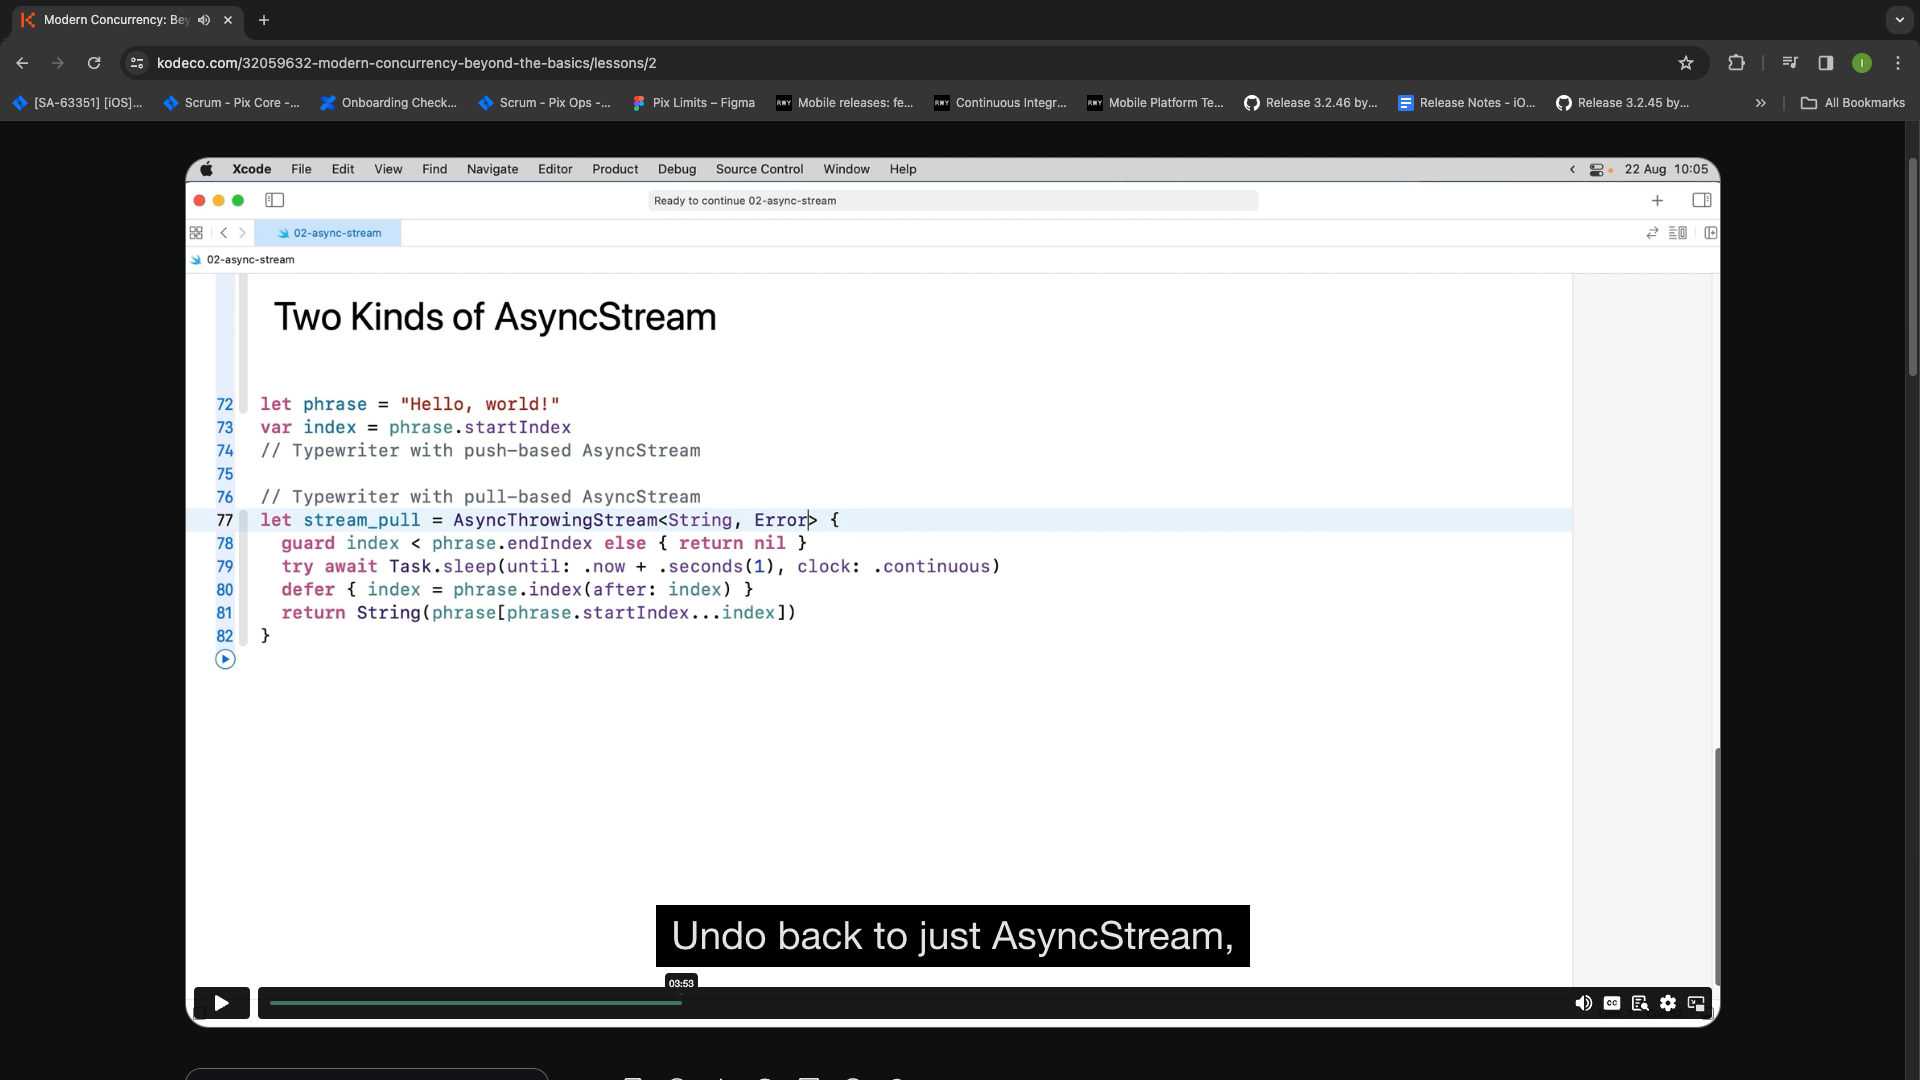 Modern Concurrency: Bey
kodeco.com/32059632-modern-concurrency-beyond-the-basics/lessons/2
I
[SA-63351] [iOS]...
Scrum - Pix Core -...
Onboarding Check...
Scrum - Pix Ops -...
Pix Limits – Figma
RWY Mobile releases: fe...
RWY Continuous Integr...
RWY Mobile Platform Te...
Release 3.2.46 by...
Release Notes - iO...
Release 3.2.45 by...
All Bookmarks
Xcode File Edit View Find Navigate Editor Product Debug Source Control Window Help
22 Aug 10:05
Ready to continue 02-async-stream
02-async-stream
02-async-stream
Two Kinds of AsyncStream
72 let phrase = "Hello, world!"
73 var index = phrase.startIndex
74 // Typewriter with push-based AsyncStream
75
76 // Typewriter with pull-based AsyncStream
77 let stream_pull = AsyncThrowingStream<String, Error> {
78 guard index < phrase.endIndex else { return nil }
79 try await Task.sleep(until: .now + .seconds(1), clock: .continuous)
80 defer { index = phrase.index(after: index) }
81 return String(phrase[phrase.startIndex...index])
82 }
Undo back to just AsyncStream,
03:53
CC